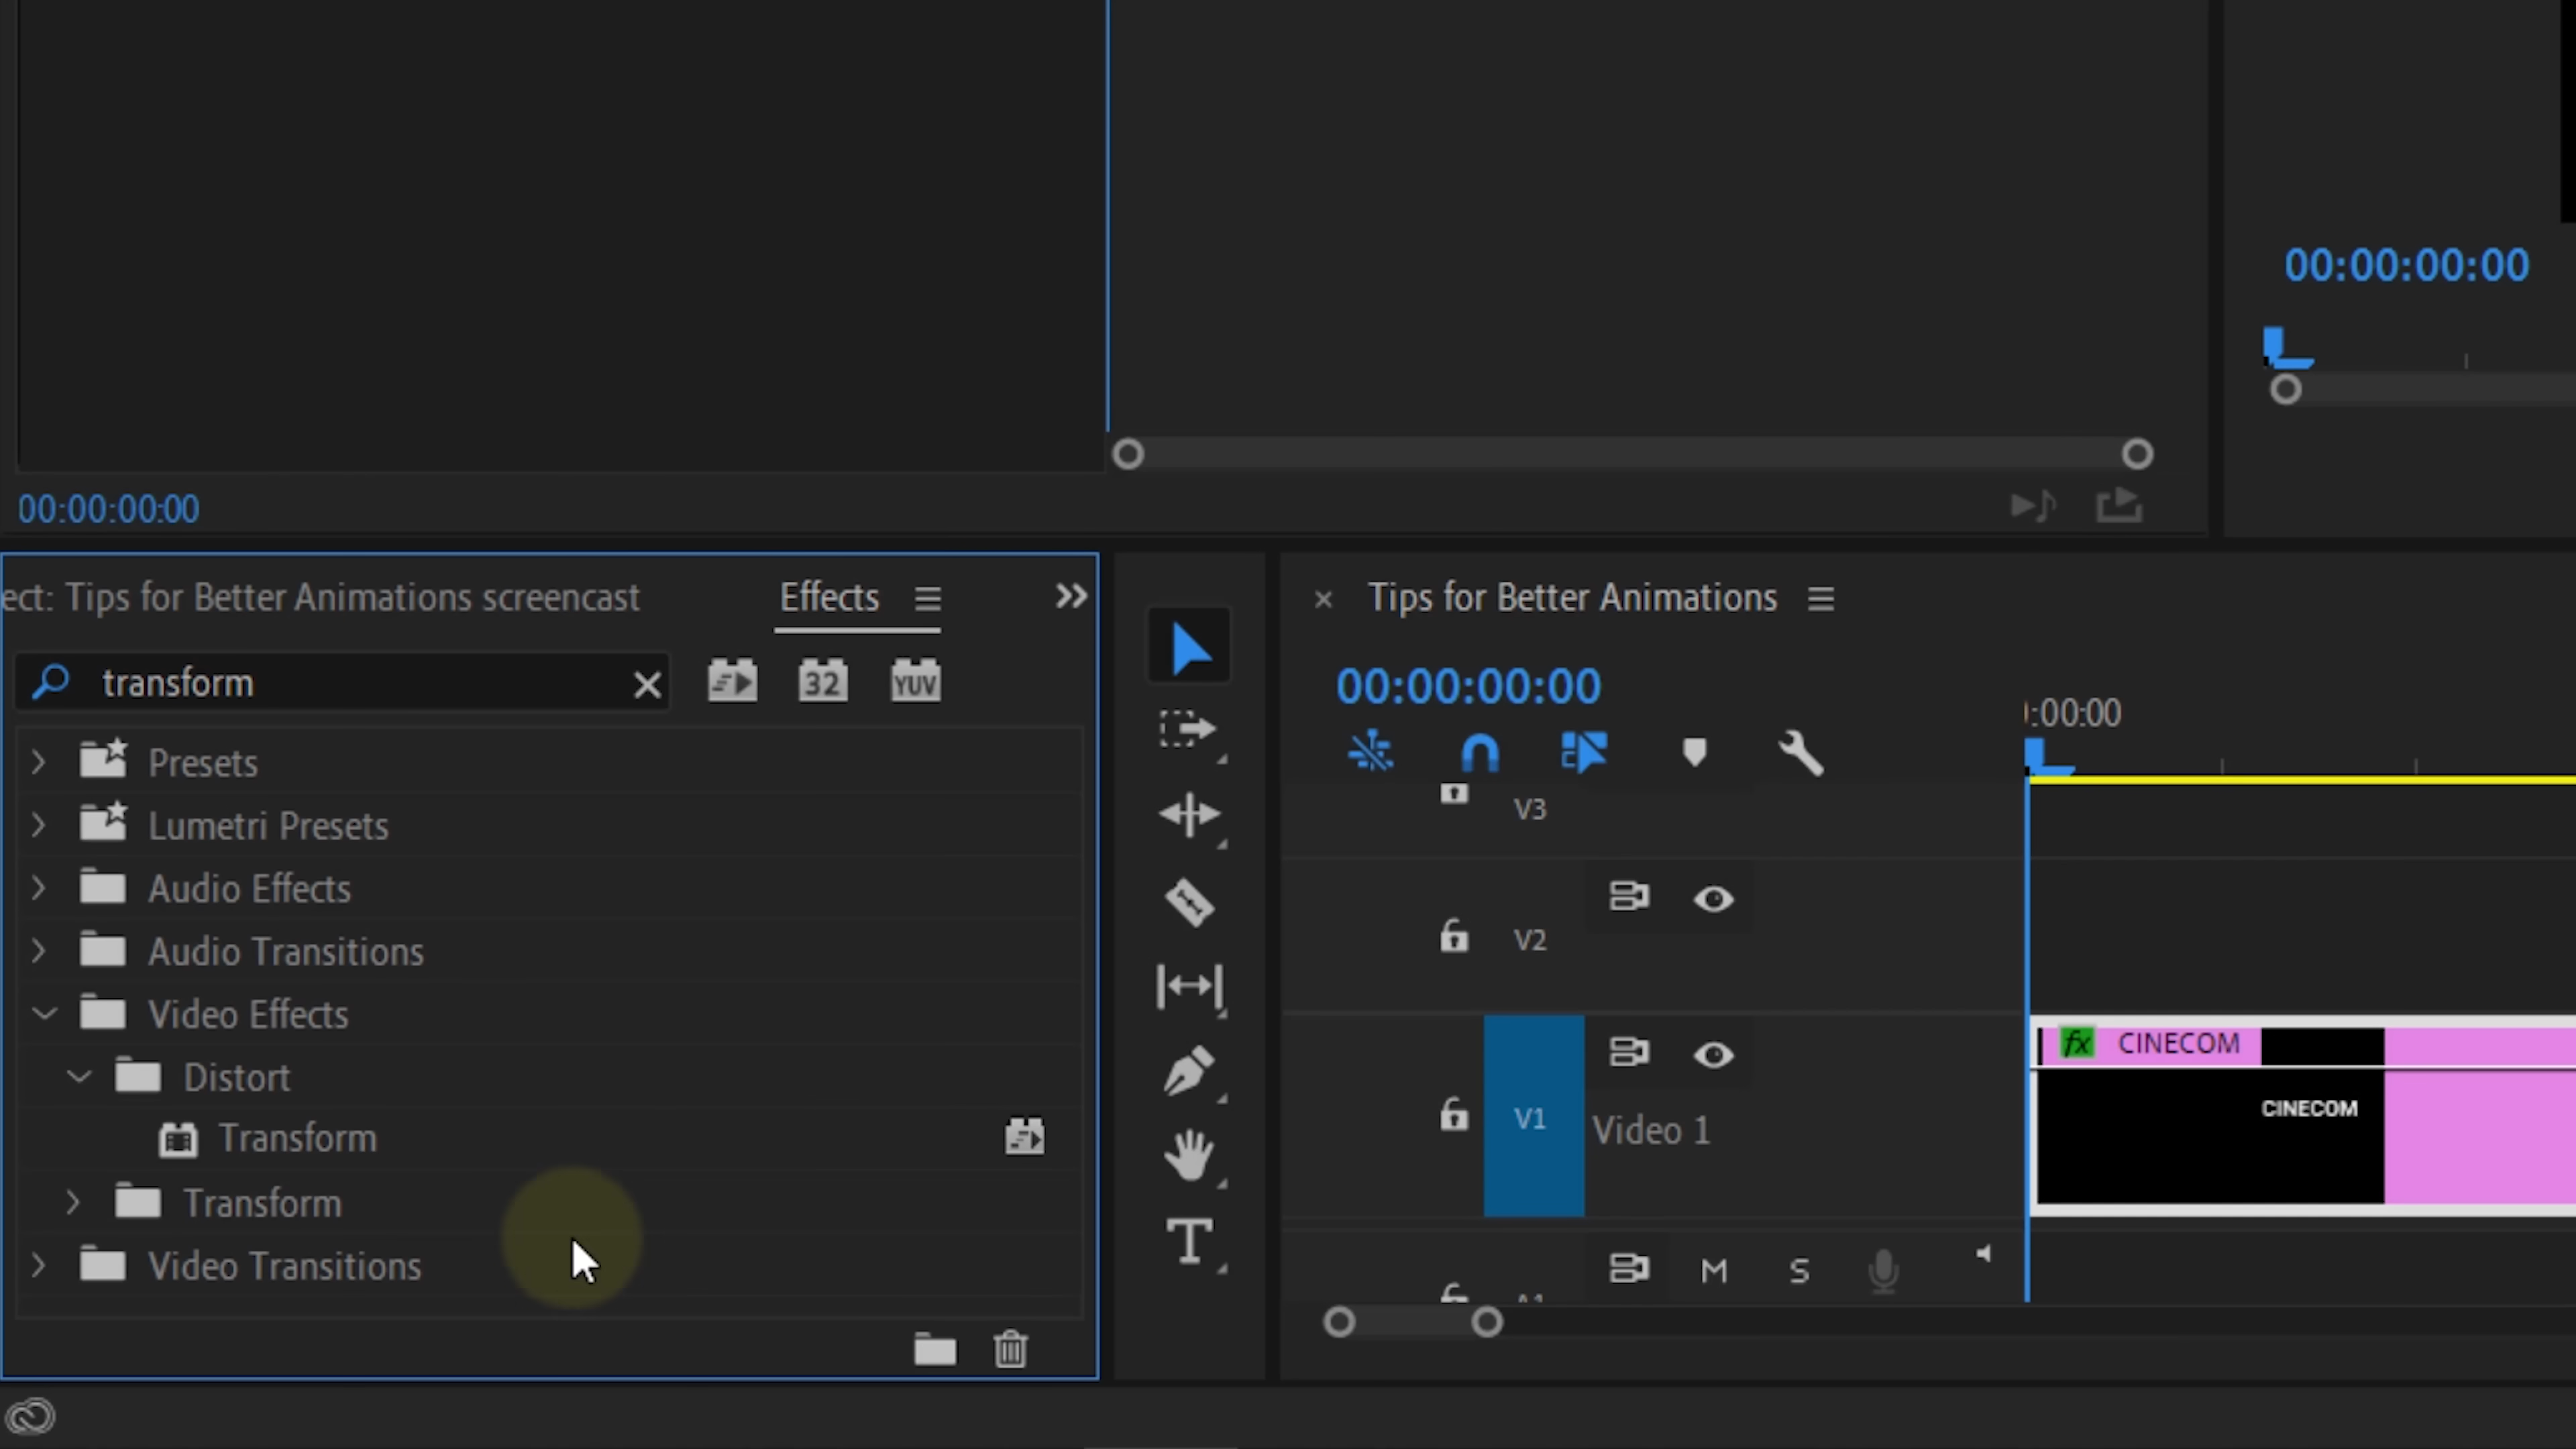 00:00:00:00
00:00:00:00
ect: Tips for Better Animations screencast
Effects
transform
32
YUV
Presets
Lumetri Presets
Audio Effects
Audio Transitions
Video Effects
Distort
Transform
Transform
Video Transitions
Tips for Better Animations
00:00:00:00
:00:00
V3
V2
fx CINECOM
CINECOM
V1
Video 1
M
S